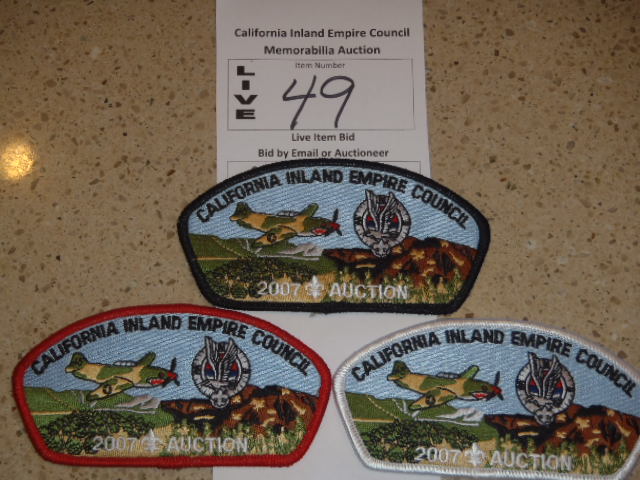 California Inland Empire Council
Memorabilia Auction
Item Number
LIVE
49
Live Item Bid
Bid by Email or Auctioneer
CALIFORNIA INLAND EMPIRE COUNCIL
2007 AUCTION
CALIFORNIA INLAND EMPIRE COUNCIL
2007 AUCTION
CALIFORNIA INLAND EMPIRE COUNCIL
2007 AUCTION